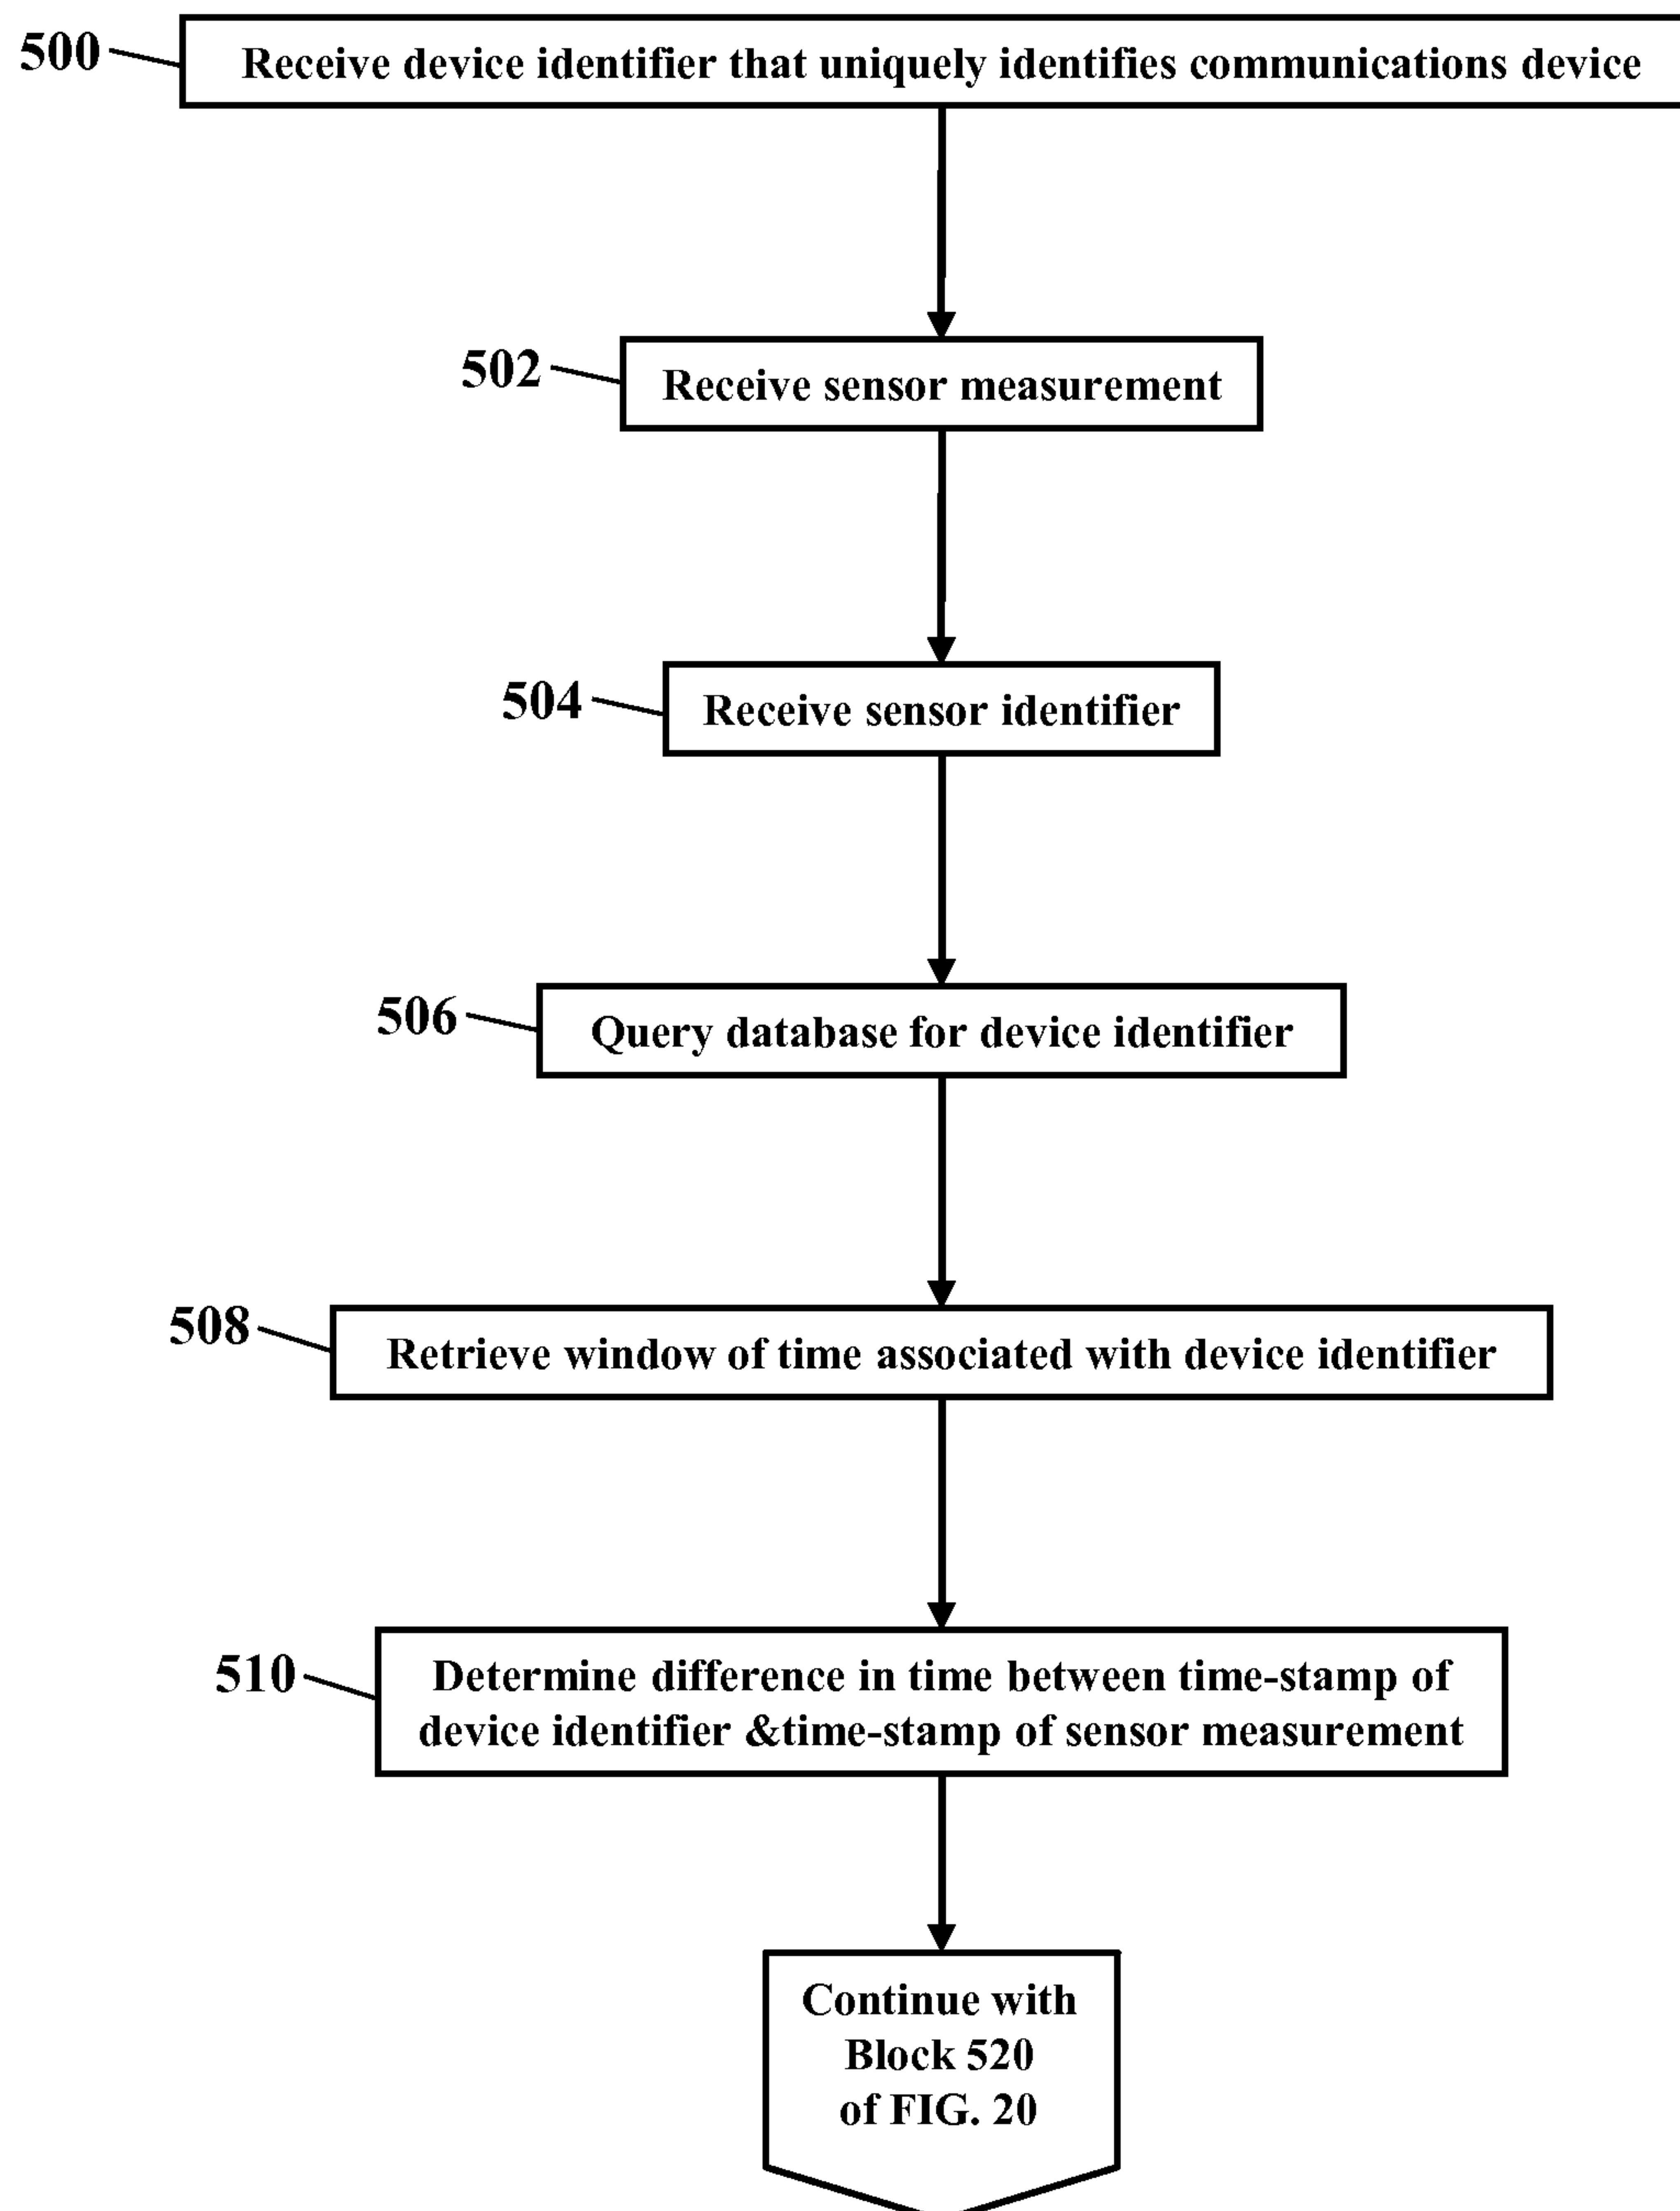 500
Receive device identifier that uniquely identifies communications device
502
Receive sensor measurement
504
Receive sensor identifier
506
Query database for device identifier
508
Retrieve window of time associated with device identifier
510
Determine difference in time between time-stamp of
device identifier &time-stamp of sensor measurement
Continue with
Block 520
of FIG. 20